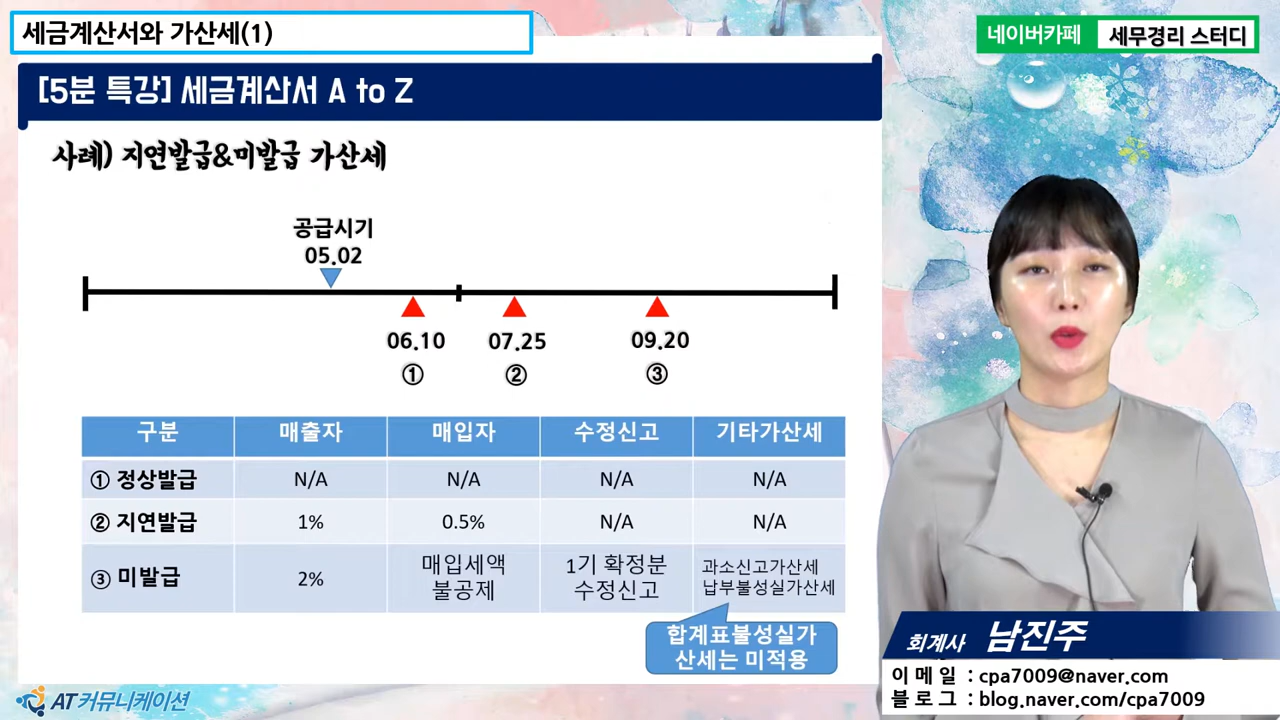 세금계산서와 가산세(1)
네이버카페 세무경리 스터디
[5분 특강] 세금계산서 A to Z
사례) 지연발급&미발급 가산세
공급시기
05.02
06.10 07.25 09.20
① ② ③
구분 매출자 매입자 수정신고 기타가산세
① 정상발급 N/A N/A N/A N/A
② 지연발급 1% 0.5% N/A N/A
③ 미발급 2% 매입세액 불공제 1기 확정분 수정신고 과소신고가산세 납부불성실가산세
합계표불성실가
산세는 미적용
회계사 남진주
이 메 일 : cpa7009@naver.com
블 로 그 : blog.naver.com/cpa7009
AT커뮤니케이션